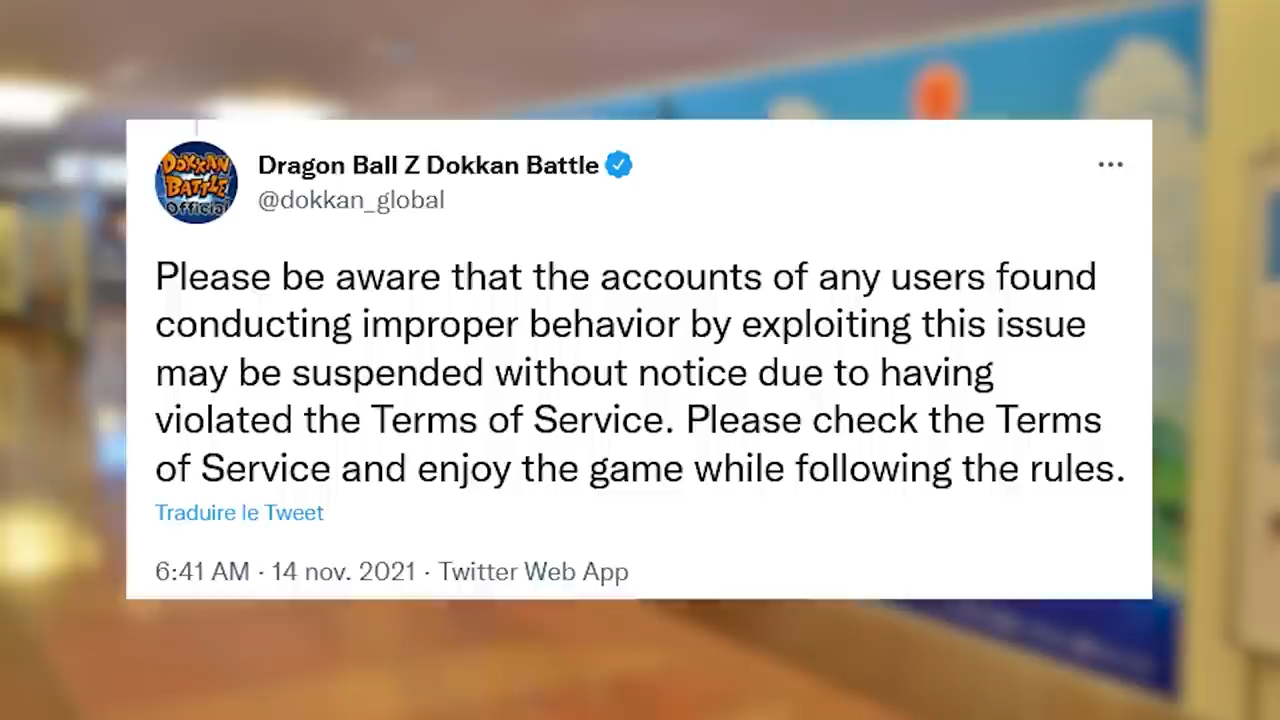 DOKKAN
BATTLE
Official
Dragon Ball Z Dokkan Battle
@dokkan_global
Please be aware that the accounts of any users found
conducting improper behavior by exploiting this issue
may be suspended without notice due to having
violated the Terms of Service. Please check the Terms
of Service and enjoy the game while following the rules.
Traduire le Tweet
6:41 AM · 14 nov. 2021 · Twitter Web App